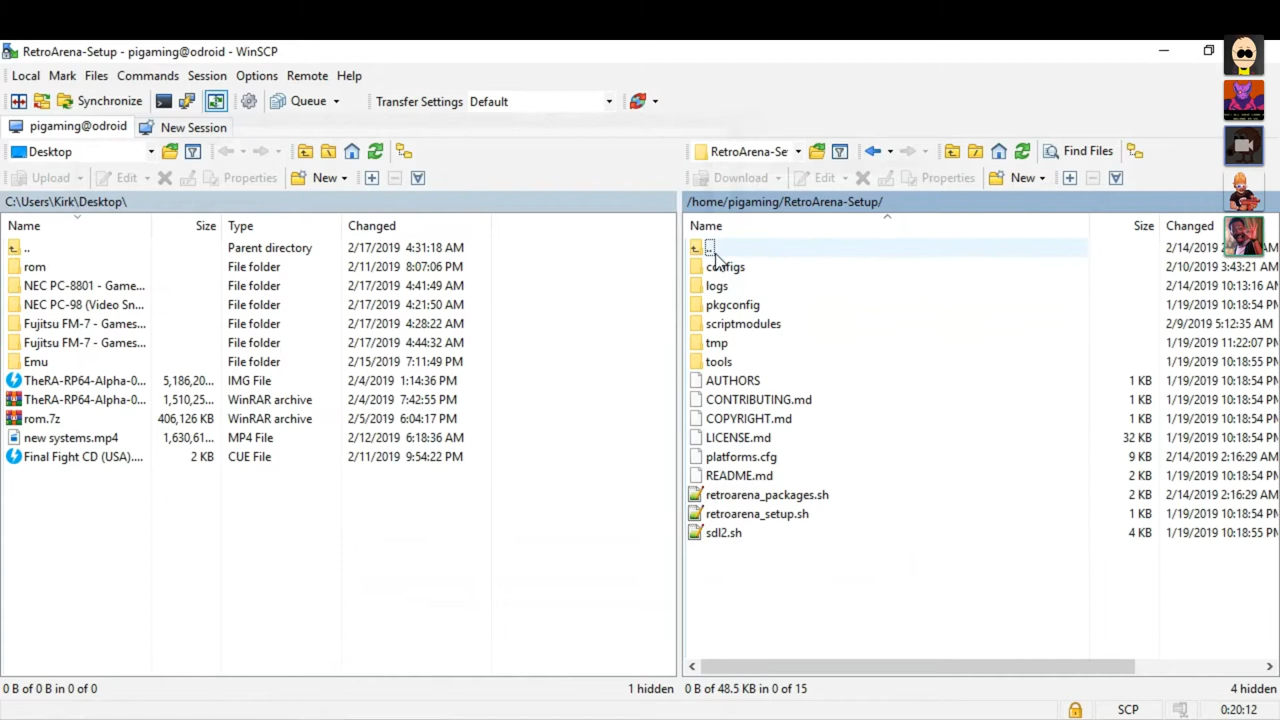 RetroArena-Setup - pigaming@odroid - WinSCP
Local Mark Files Commands Session Options Remote Help
Synchronize Queue Transfer Settings Default
pigaming@odroid New Session
Desktop RetroArena-Se Find Files
Upload Edit Properties New Download Edit Properties New
C:\Users\Kirk\Desktop\ /home/pigaming/RetroArena-Setup/
Name Size Type Changed Name Size Changed
.. Parent directory 2/17/2019 4:31:18 AM .. 2/14/2
rom File folder 2/11/2019 8:07:06 PM configs 2/10/2019 3:43:21 AM
NEC PC-8801 - Game... File folder 2/17/2019 4:41:49 AM logs 2/14/2019 10:13:16 AM
NEC PC-98 (Video Sn... File folder 2/17/2019 4:21:50 AM pkgconfig 1/19/2019 10:18:54 PM
Fujitsu FM-7 - Games... File folder 2/17/2019 4:28:22 AM scriptmodules 2/9/2019 5:12:35 AM
Fujitsu FM-7 - Games... File folder 2/17/2019 4:44:32 AM tmp 1/19/2019 11:22:07 PM
Emu File folder 2/15/2019 7:11:49 PM tools 1/19/2019 10:18:55 PM
TheRA-RP64-Alpha-0... 5,186,20... IMG File 2/4/2019 1:14:36 PM AUTHORS 1 KB 1/19/2019 10:18:54 PM
TheRA-RP64-Alpha-0... 1,510,25... WinRAR archive 2/4/2019 7:42:55 PM CONTRIBUTING.md 1 KB 1/19/2019 10:18:54 PM
rom.7z 406,126 KB WinRAR archive 2/5/2019 6:04:17 PM COPYRIGHT.md 1 KB 1/19/2019 10:18:54 PM
new systems.mp4 1,630,61... MP4 File 2/12/2019 6:18:36 AM LICENSE.md 32 KB 1/19/2019 10:18:54 PM
Final Fight CD (USA).... 2 KB CUE File 2/11/2019 9:54:22 PM platforms.cfg 9 KB 2/14/2019 2:16:29 AM
README.md 2 KB 1/19/2019 10:18:54 PM
retroarena_packages.sh 2 KB 2/14/2019 2:16:29 AM
retroarena_setup.sh 1 KB 1/19/2019 10:18:54 PM
sdl2.sh 4 KB 1/19/2019 10:18:55 PM
0 B of 0 B in 0 of 0 1 hidden 0 B of 48.5 KB in 0 of 15 4 hidden
SCP 0:20:12